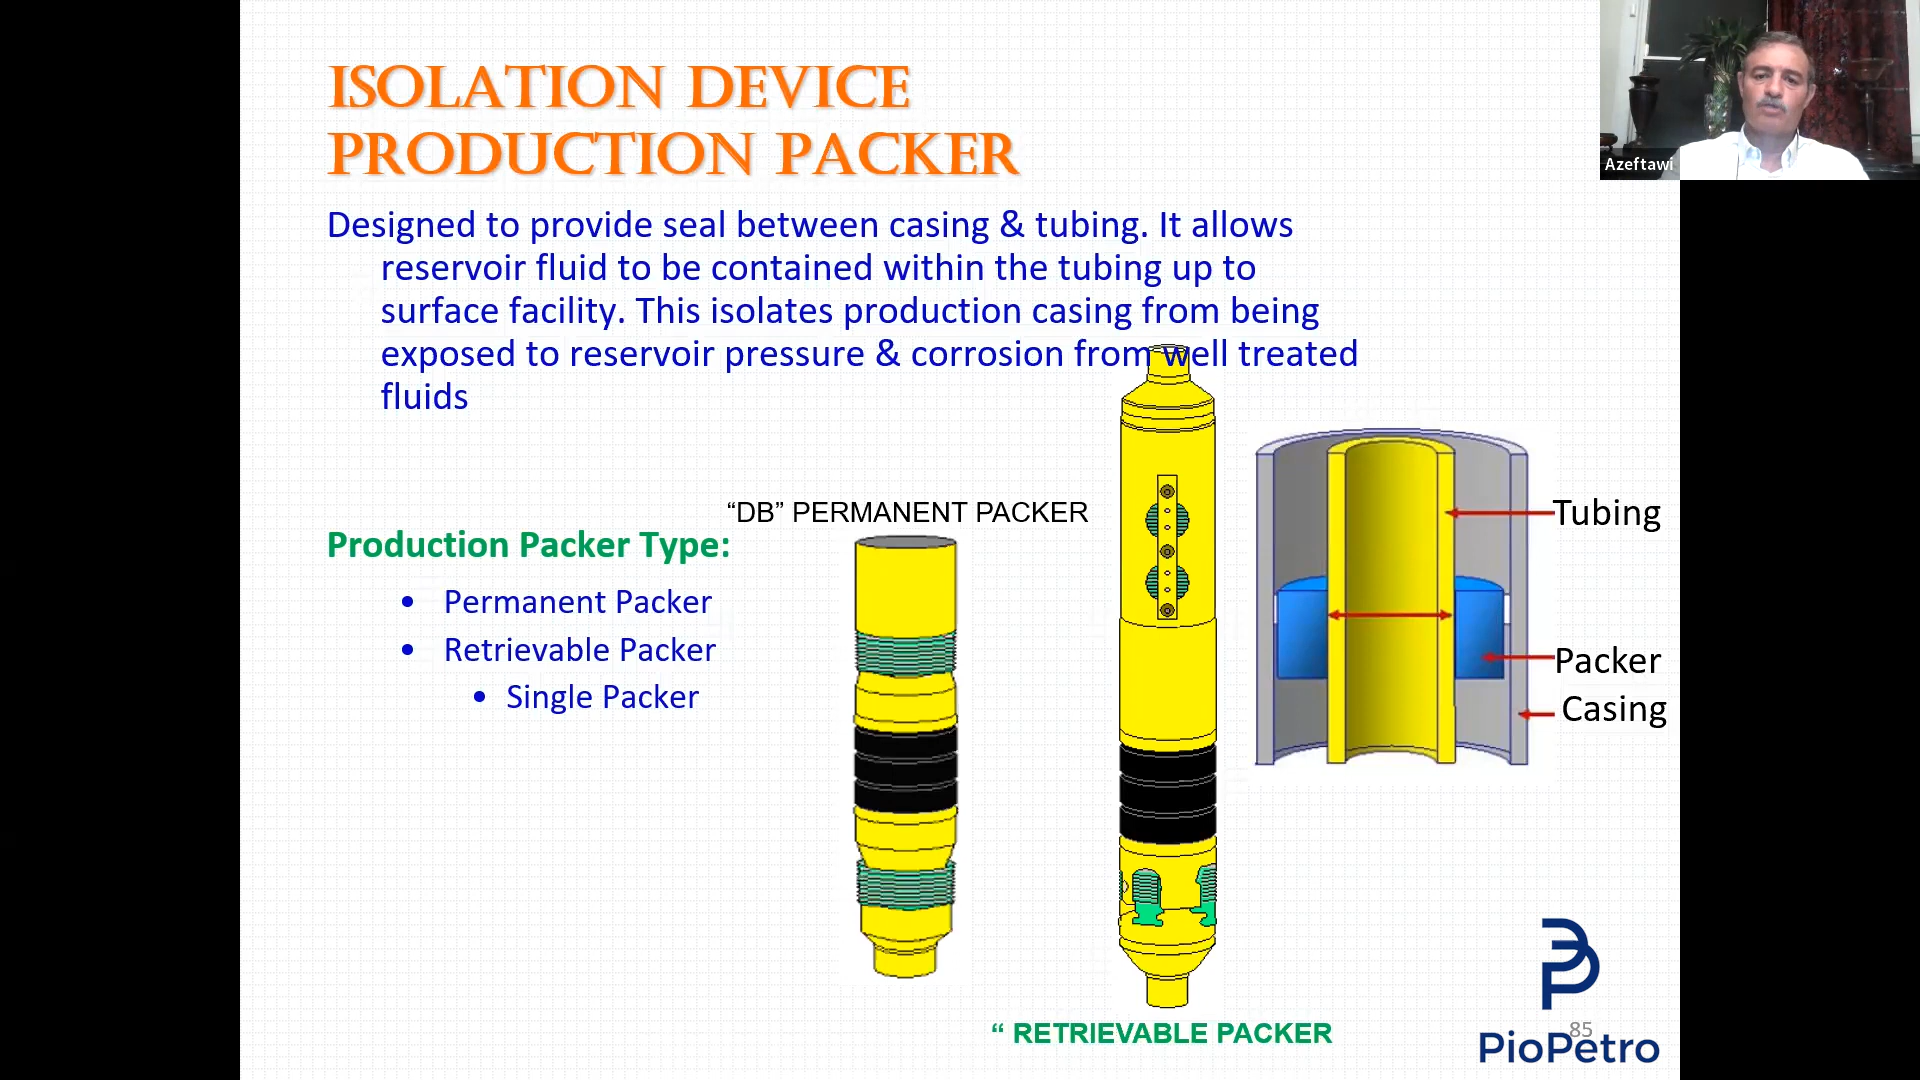 ISOLATION DEVICE
PRODUCTION PACKER
Azeftawi
Designed to provide seal between casing & tubing. It allows
reservoir fluid to be contained within the tubing up to
surface facility. This isolates production casing from being
exposed to reservoir pressure & corrosion from well treated
fluids
“DB” PERMANENT PACKER
Production Packer Type:
• Permanent Packer
• Retrievable Packer
• Single Packer
Tubing
Packer
Casing
“ RETRIEVABLE PACKER
85
PioPetro